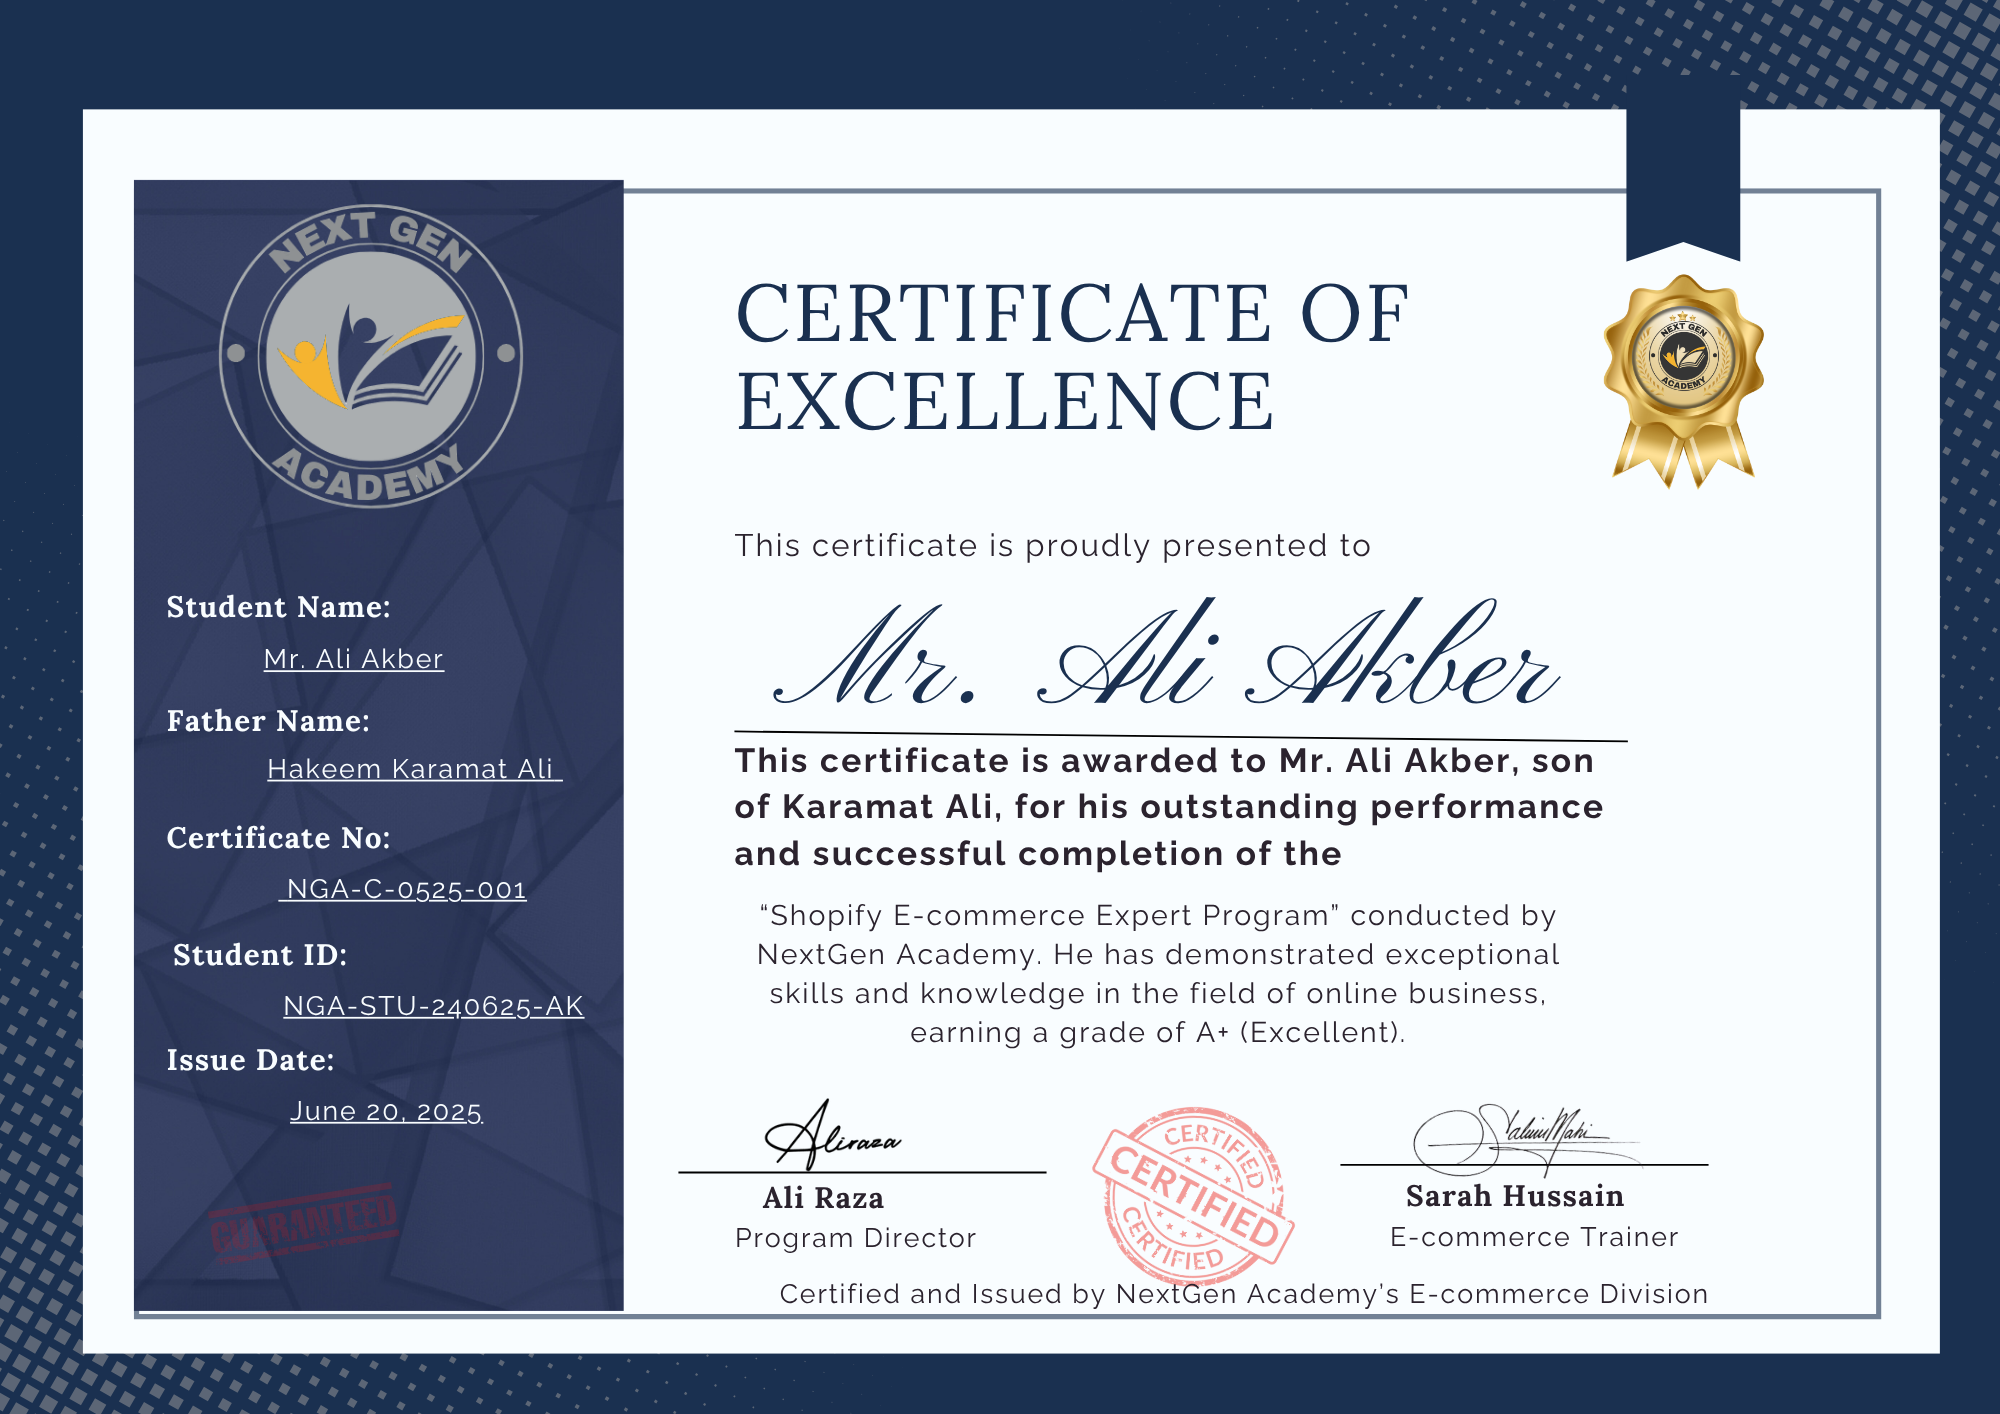 NEXT GEN
ACADEMY
Student Name:
Mr. Ali Akber
Father Name:
Hakeem Karamat Ali
Certificate No:
NGA-C-0525-001
Student ID:
NGA-STU-240625-AK
Issue Date:
June 20, 2025
GUARANTEED
CERTIFICATE OF
EXCELLENCE
NEXT GEN
ACADEMY
This certificate is proudly presented to
Mr. Ali Akber
This certificate is awarded to Mr. Ali Akber, son
of Karamat Ali, for his outstanding performance
and successful completion of the
“Shopify E-commerce Expert Program” conducted by
NextGen Academy. He has demonstrated exceptional
skills and knowledge in the field of online business,
earning a grade of A+ (Excellent).
Aliraza
Ali Raza
Program Director
CERTIFIED
CERTIFIED
CERTIFIED
Sarah Hussain
E-commerce Trainer
Certified and Issued by NextGen Academy’s E-commerce Division